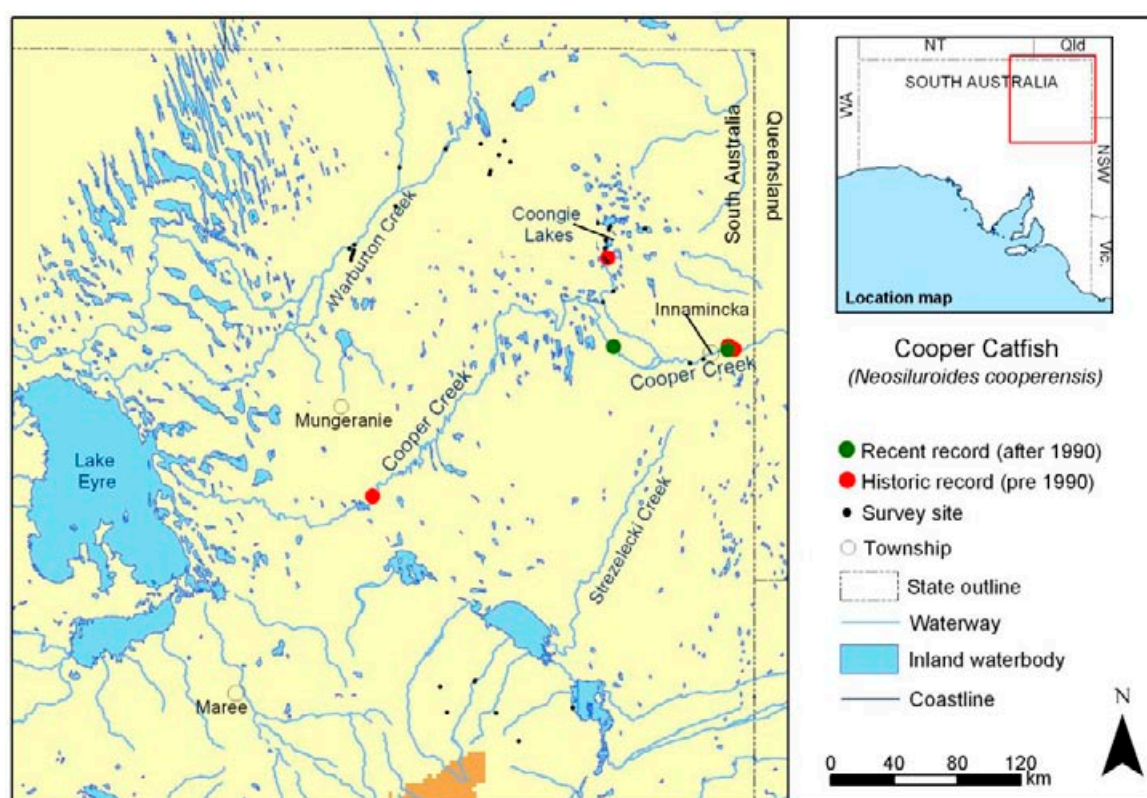 South Australia
Queensland
Warburton Creek
Coongie
Lakes
Innamincka
Cooper Creek
Cooper Creek
Mungeranie
Lake
Eyre
Strezelecki Creek
Maree
NT
Qld
SOUTH AUSTRALIA
WA
NSW
Vic.
Location map
Cooper Catfish
(Neosiluroides cooperensis)
Recent record (after 1990)
Historic record (pre 1990)
Survey site
Township
State outline
Waterway
Inland waterbody
Coastline
N
0 20 40 80 120
km